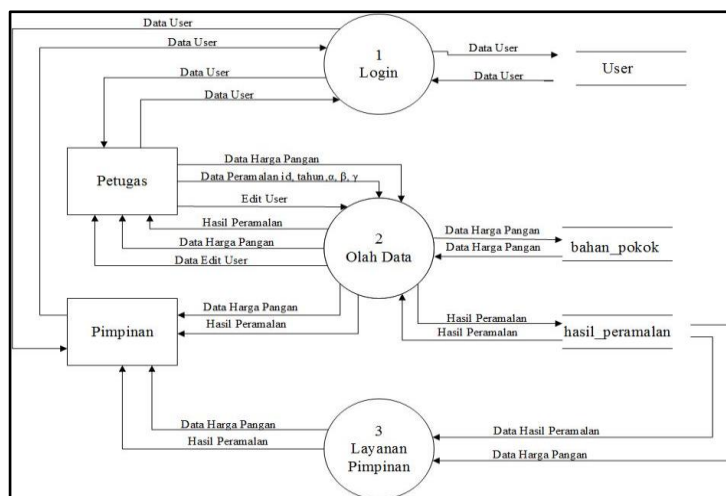 Data User
Data User
Data User
Data User
1
Login
Data User
Data User
User
Petugas
Data Harga Pangan
Data Peramalan id, tahun,α, β, γ
Edit User
Hasil Peramalan
Data Harga Pangan
Data Edit User
2
Olah Data
Data Harga Pangan
Data Harga Pangan
bahan_pokok
Pimpinan
Data Harga Pangan
Hasil Peramalan
Hasil Peramalan
Hasil Peramalan
hasil_peramalan
Data Harga Pangan
Hasil Peramalan
3
Layanan
Pimpinan
Data Hasil Peramalan
Data Harga Pangan